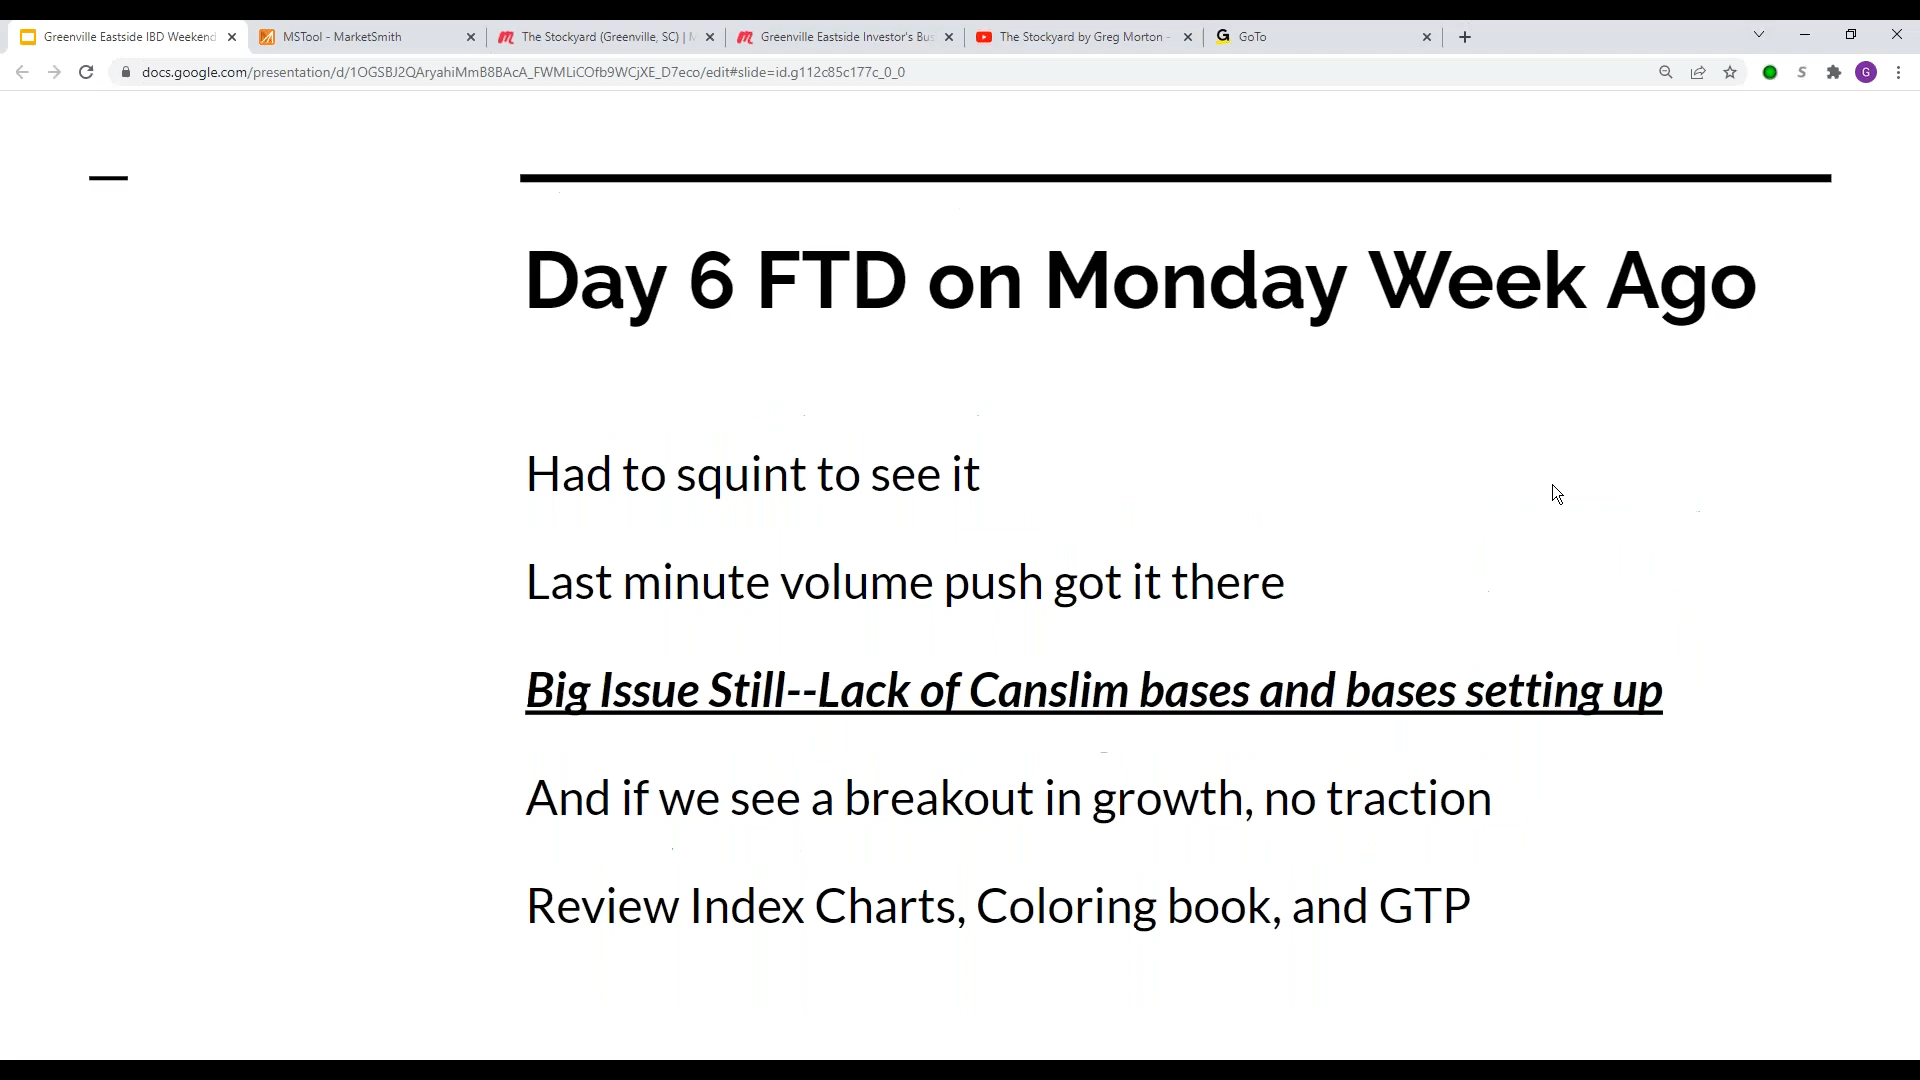 Greenville Eastside IBD Weekend
MSTool - MarketSmith
The Stockyard (Greenville, SC) | M
Greenville Eastside Investor's Bus
The Stockyard by Greg Morton -
GoTo
docs.google.com/presentation/d/1OGSBJ2QAryahiMmB8BAcA_FWMLiCOfb9WCjXE_D7eco/edit#slide=id.g112c85c177c_0_0
G
Day 6 FTD on Monday Week Ago
Had to squint to see it
Last minute volume push got it there
Big Issue Still--Lack of Canslim bases and bases setting up
And if we see a breakout in growth, no traction
Review Index Charts, Coloring book, and GTP